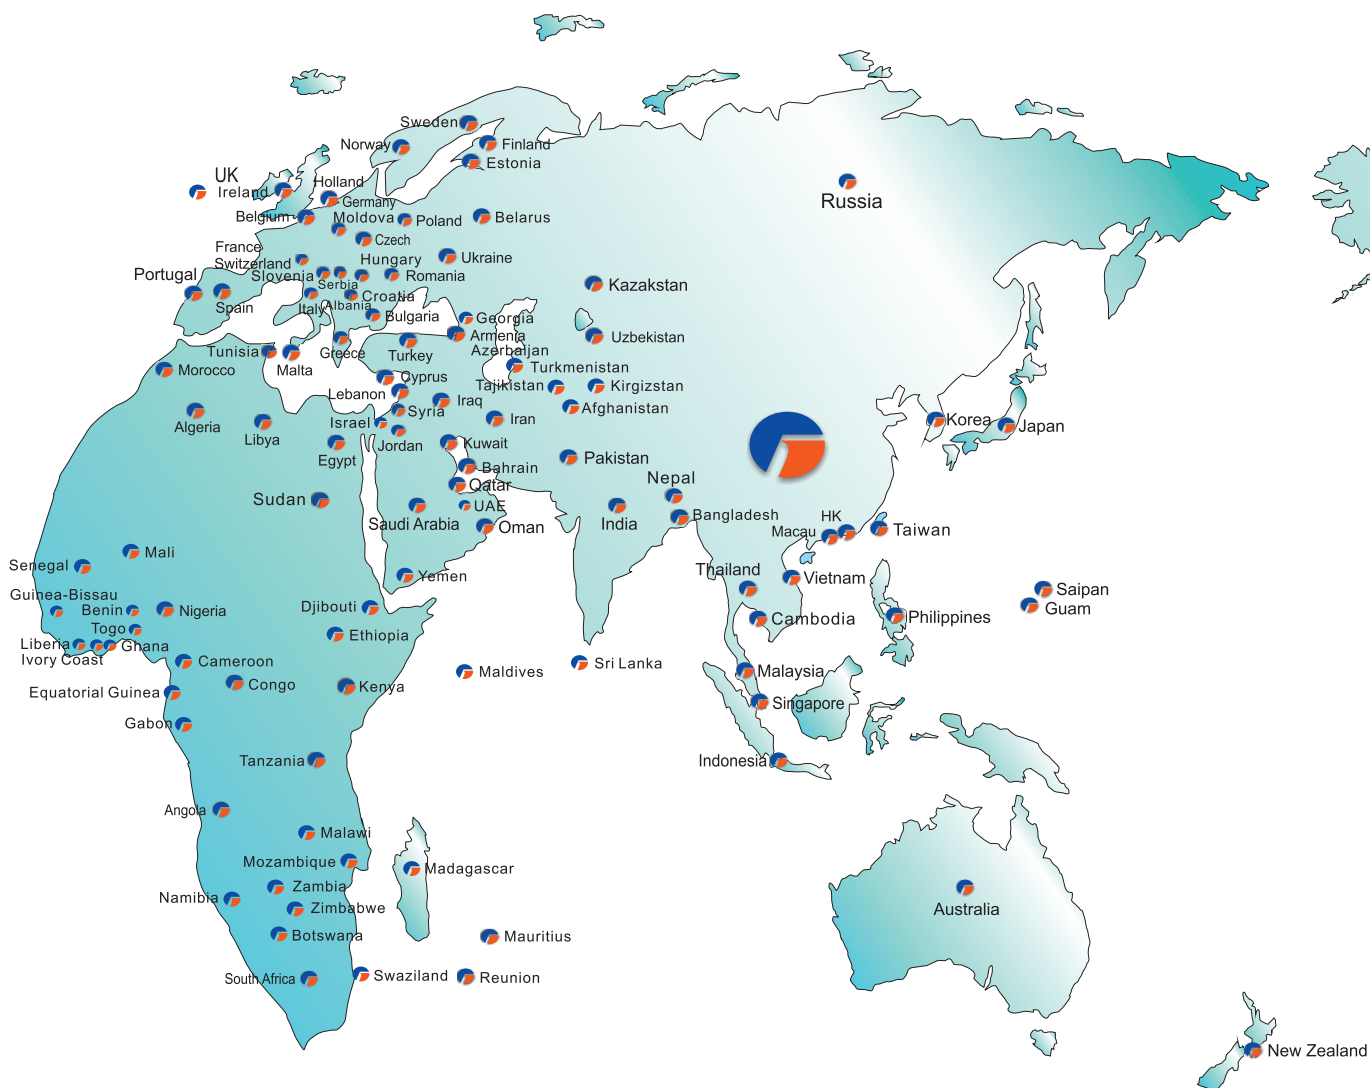 Sweden
Norway
Finland
Estonia
UK
Ireland
Holland
Germany
Russia
Belgium
Moldova
Poland
Belarus
Czech
France
Switzerland
Hungary
Ukraine
Portugal
Slovenia
Romania
Serbia
Kazakstan
Spain
Italy
Albania
Croatia
Bulgaria
Georgia
Armenia
Uzbekistan
Tunisia
Malta
Greece
Turkey
Azerbaijan
Morocco
Turkmenistan
Cyprus
Tajikistan
Kirgizstan
Lebanon
Iraq
Afghanistan
Syria
Algeria
Libya
Israel
Iran
Korea
Japan
Jordan
Kuwait
Egypt
Pakistan
Bahrain
Nepal
Qatar
Sudan
UAE
Saudi Arabia
Oman
India
Bangladesh
HK
Macau
Taiwan
Mali
Senegal
Yemen
Thailand
Vietnam
Guinea-Bissau
Saipan
Benin
Nigeria
Djibouti
Guam
Togo
Ethiopia
Cambodia
Philippines
Liberia
Ghana
Ivory Coast
Cameroon
Sri Lanka
Maldives
Malaysia
Equatorial Guinea
Congo
Kenya
Singapore
Gabon
Tanzania
Indonesia
Angola
Malawi
Mozambique
Madagascar
Zambia
Namibia
Zimbabwe
Australia
Botswana
Mauritius
South Africa
Swaziland
Reunion
New Zealand